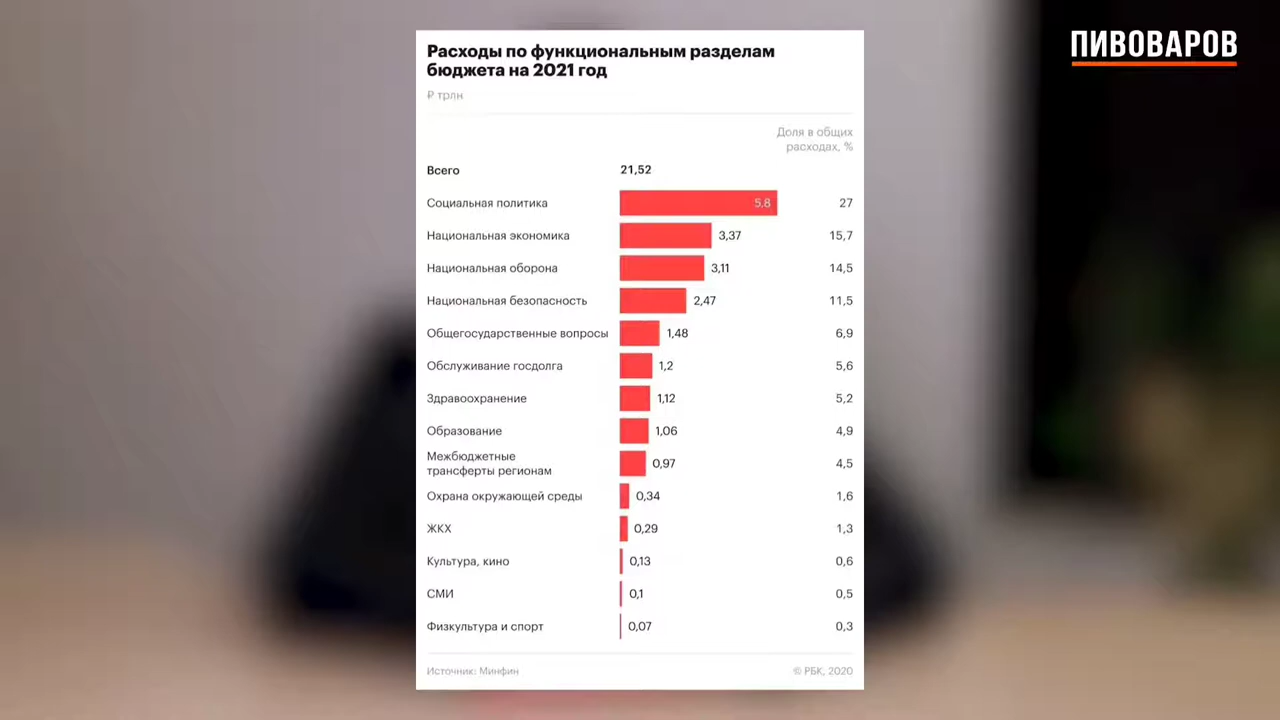 ПИВОВАРОВ
Расходы по функциональным разделам
бюджета на 2021 год
₽ трлн
Доля в общих
расходах, %
Всего 21,52
Социальная политика 5,8 27
Национальная экономика 3,37 15,7
Национальная оборона 3,11 14,5
Национальная безопасность 2,47 11,5
Общегосударственные вопросы 1,48 6,9
Обслуживание госдолга 1,2 5,6
Здравоохранение 1,12 5,2
Образование 1,06 4,9
Межбюджетные
трансферты регионам 0,97 4,5
Охрана окружающей среды 0,34 1,6
ЖКХ 0,29 1,3
Культура, кино 0,13 0,6
СМИ 0,1 0,5
Физкультура и спорт 0,07 0,3
Источник: Минфин © РБК, 2020